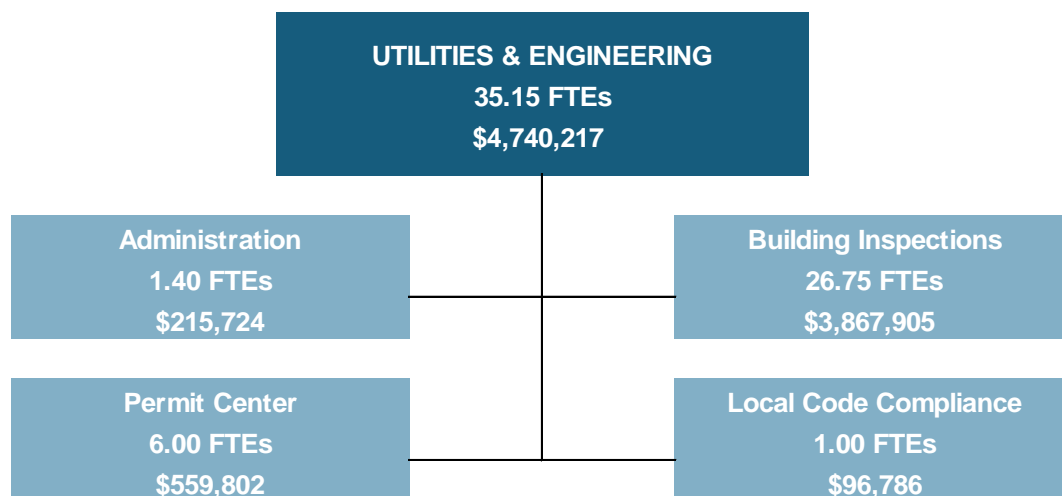 UTILITIES & ENGINEERING
35.15 FTEs
$4,740,217
Administration
1.40 FTEs
$215,724
Building Inspections
26.75 FTEs
$3,867,905
Permit Center
6.00 FTEs
$559,802
Local Code Compliance
1.00 FTEs
$96,786